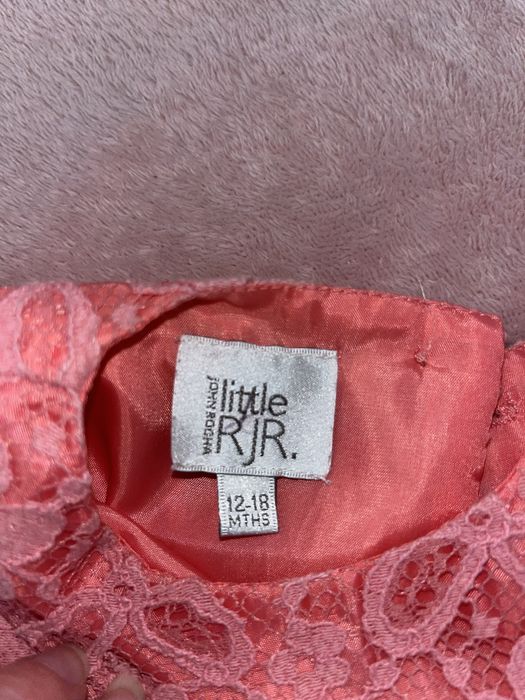 JOHN ROCHA
little
RJR.
12-18
MTHS